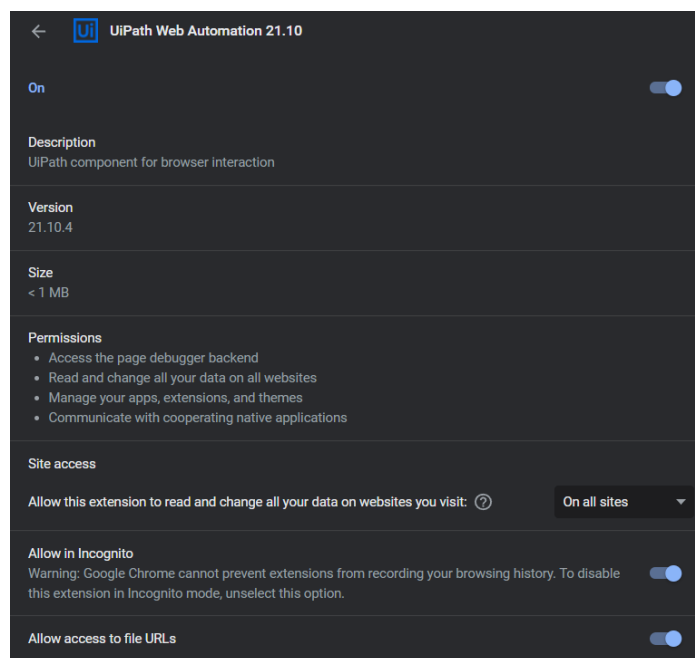 Ui UiPath Web Automation 21.10
On
Description
UiPath component for browser interaction
Version
21.10.4
Size
< 1 MB
Permissions
• Access the page debugger backend
• Read and change all your data on all websites
• Manage your apps, extensions, and themes
• Communicate with cooperating native applications
Site access
Allow this extension to read and change all your data on websites you visit: ? On all sites
Allow in Incognito
Warning: Google Chrome cannot prevent extensions from recording your browsing history. To disable
this extension in Incognito mode, unselect this option.
Allow access to file URLs